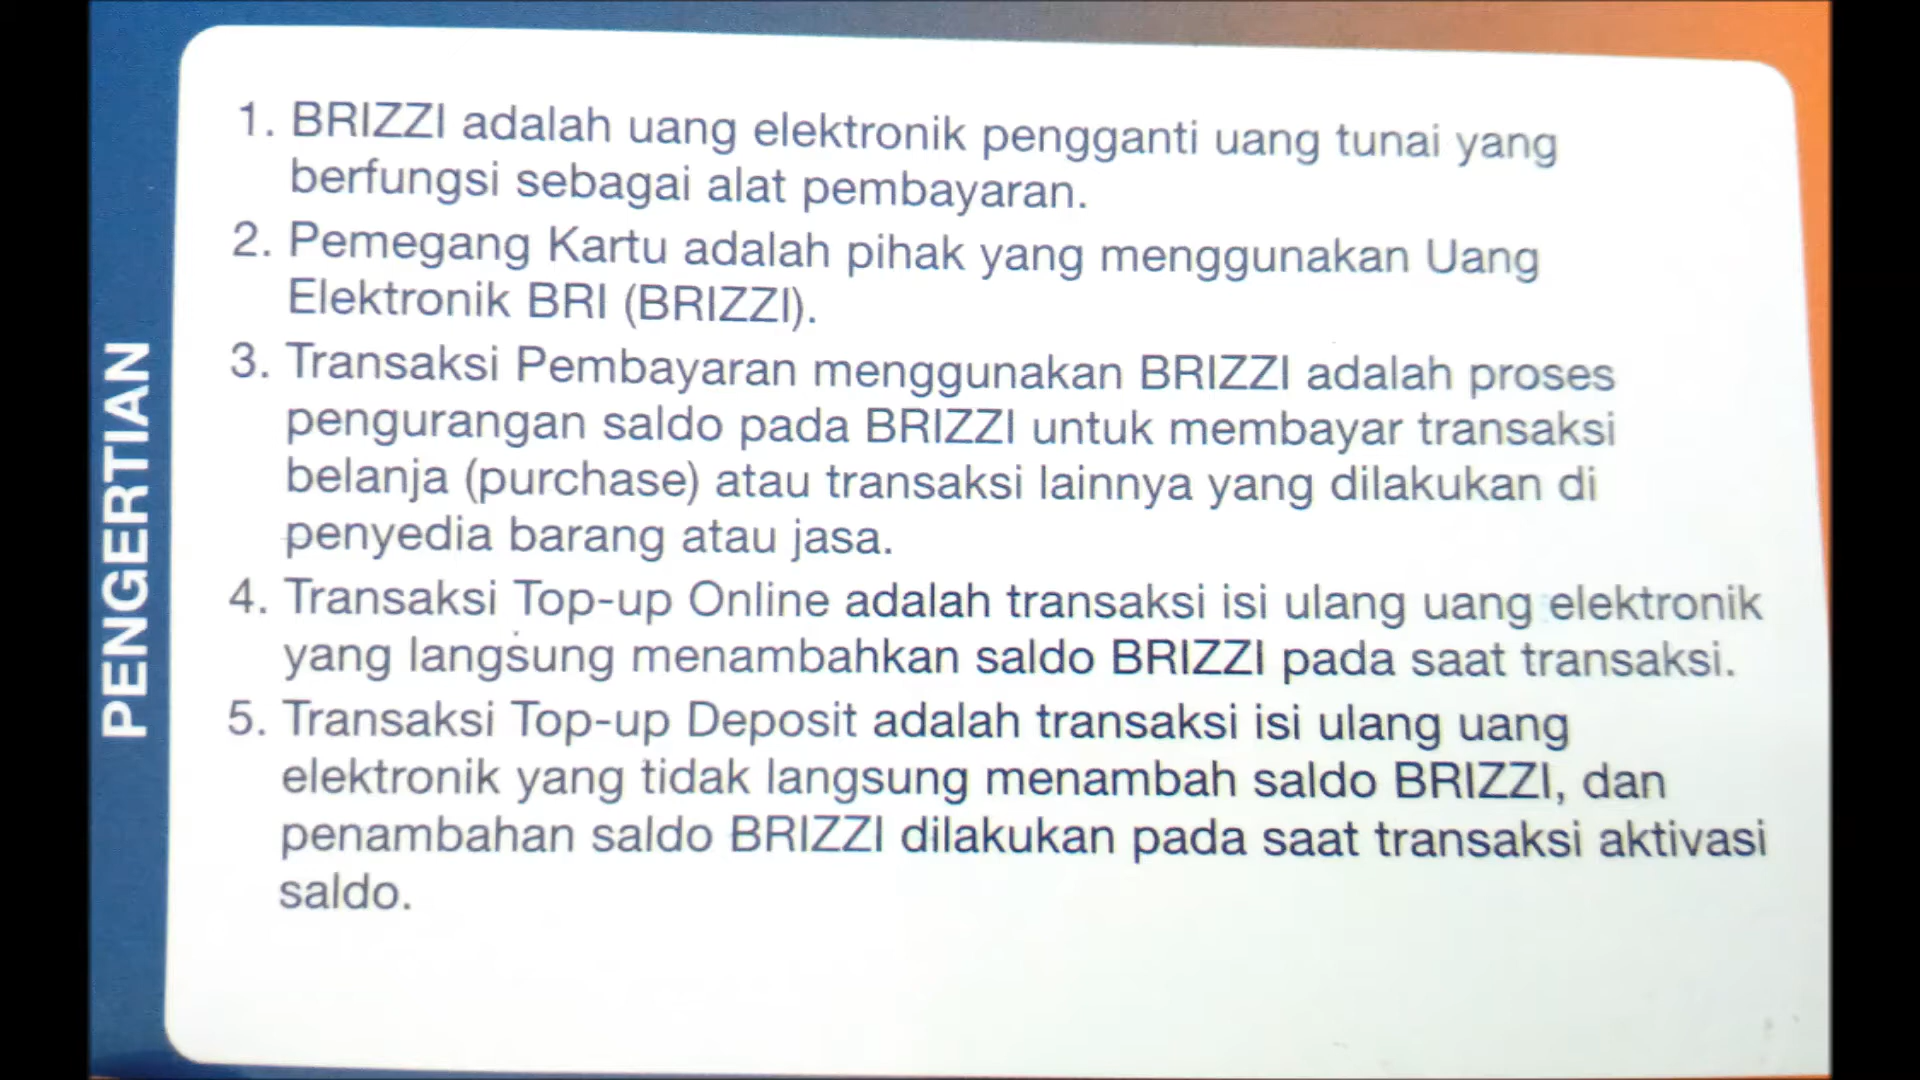 PENGERTIAN
1. BRIZZI adalah uang elektronik pengganti uang tunai yang
berfungsi sebagai alat pembayaran.
2. Pemegang Kartu adalah pihak yang menggunakan Uang
Elektronik BRI (BRIZZI).
3. Transaksi Pembayaran menggunakan BRIZZI adalah proses
pengurangan saldo pada BRIZZI untuk membayar transaksi
belanja (purchase) atau transaksi lainnya yang dilakukan di
penyedia barang atau jasa.
4. Transaksi Top-up Online adalah transaksi isi ulang uang elektronik
yang langsung menambahkan saldo BRIZZI pada saat transaksi.
5. Transaksi Top-up Deposit adalah transaksi isi ulang uang
elektronik yang tidak langsung menambah saldo BRIZZI, dan
penambahan saldo BRIZZI dilakukan pada saat transaksi aktivasi
saldo.